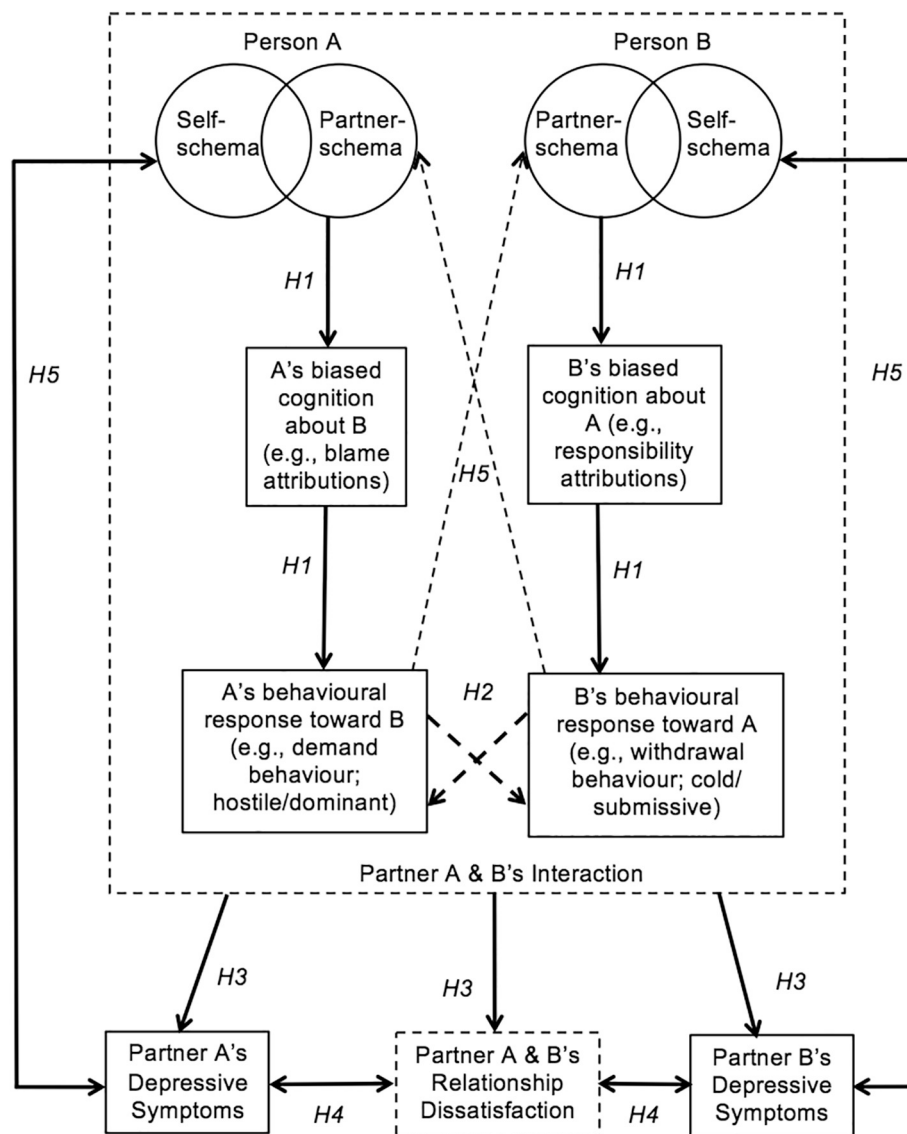 Person A
Person B
Self-
schema
Partner-
schema
Partner-
schema
Self-
schema
H1
H1
H5
H5
A's biased
cognition
about B
(e.g., blame
attributions)
B's biased
cognition about
A (e.g.,
responsibility
attributions)
H5
H1
H1
A's behavioural
response toward B
(e.g., demand
behaviour;
hostile/dominant)
H2
B's behavioural
response toward A
(e.g., withdrawal
behaviour; cold/
submissive)
Partner A & B's Interaction
H3
H3
H3
Partner A's
Depressive
Symptoms
H4
Partner A & B's
Relationship
Dissatisfaction
H4
Partner B's
Depressive
Symptoms